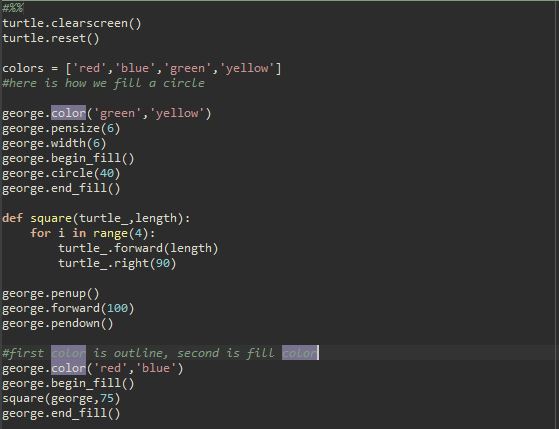 #%%
turtle.clearscreen()
turtle.reset()

colors = ['red','blue','green','yellow']
#here is how we fill a circle

george.color('green','yellow')
george.pensize(6)
george.width(6)
george.begin_fill()
george.circle(40)
george.end_fill()

def square(turtle_,length):
    for i in range(4):
        turtle_.forward(length)
        turtle_.right(90)

george.penup()
george.forward(100)
george.pendown()

#first color is outline, second is fill color
george.color('red','blue')
george.begin_fill()
square(george,75)
george.end_fill()